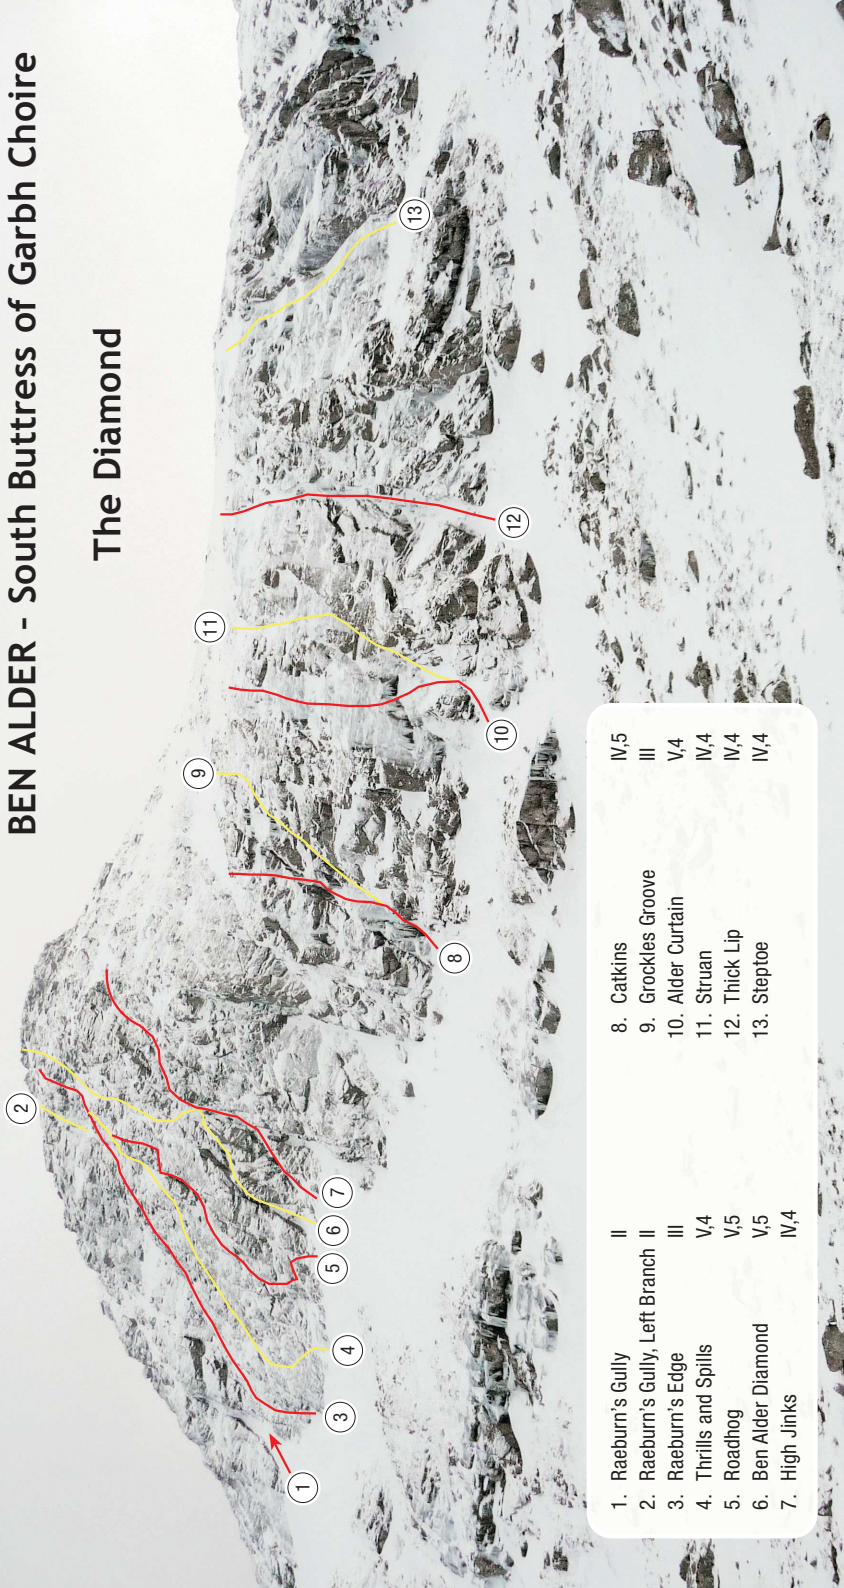 BEN ALDER - South Buttress of Garbh Choire
The Diamond
2
9
11
13
1
3
4
5
6
7
8
10
12
1. Raeburn's Gully II
2. Raeburn's Gully, Left Branch II
3. Raeburn's Edge III
4. Thrills and Spills V,4
5. Roadhog V,5
6. Ben Alder Diamond V,5
7. High Jinks IV,4
8. Catkins IV,5
9. Grockles Groove III
10. Alder Curtain V,4
11. Struan IV,4
12. Thick Lip IV,4
13. Steptoe IV,4